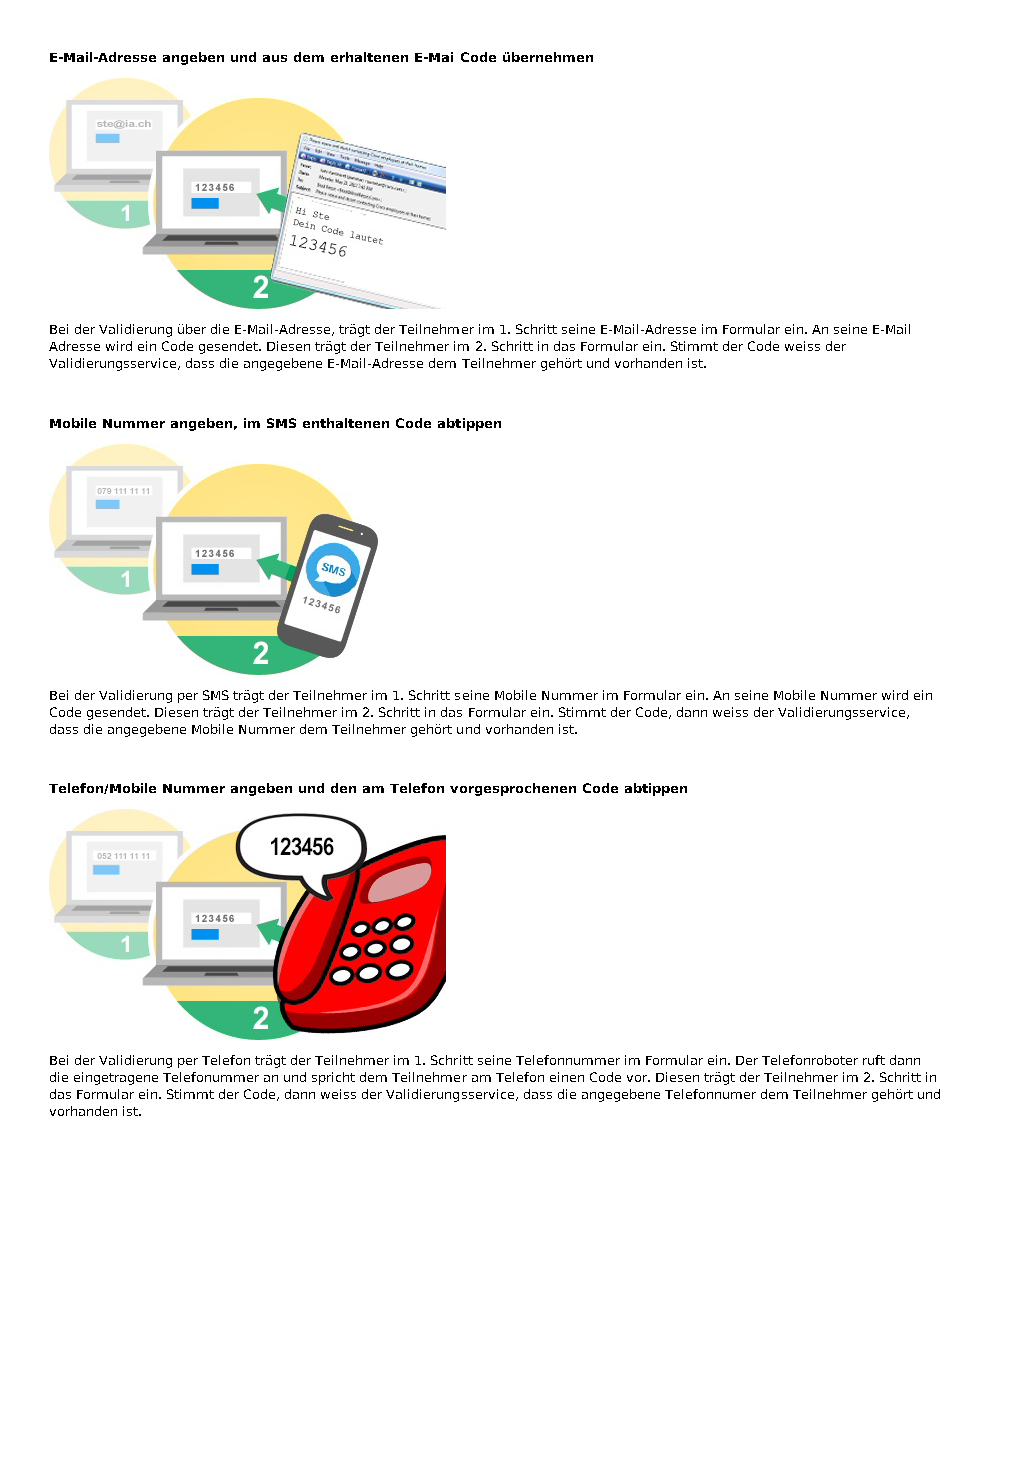 E-Mail-Adresse angeben und aus dem erhaltenen E-Mai Code übernehmen
ste@ia.ch
1
123456
2
Hi Ste
Dein Code lautet
123456
Bei der Validierung über die E-Mail-Adresse, trägt der Teilnehmer im 1. Schritt seine E-Mail-Adresse im Formular ein. An seine E-Mail
Adresse wird ein Code gesendet. Diesen trägt der Teilnehmer im 2. Schritt in das Formular ein. Stimmt der Code weiss der
Validierungsservice, dass die angegebene E-Mail-Adresse dem Teilnehmer gehört und vorhanden ist.
Mobile Nummer angeben, im SMS enthaltenen Code abtippen
079 111 11 11
1
123456
2
SMS
123456
Bei der Validierung per SMS trägt der Teilnehmer im 1. Schritt seine Mobile Nummer im Formular ein. An seine Mobile Nummer wird ein
Code gesendet. Diesen trägt der Teilnehmer im 2. Schritt in das Formular ein. Stimmt der Code, dann weiss der Validierungsservice,
dass die angegebene Mobile Nummer dem Teilnehmer gehört und vorhanden ist.
Telefon/Mobile Nummer angeben und den am Telefon vorgesprochenen Code abtippen
052 111 11 11
1
123456
2
123456
Bei der Validierung per Telefon trägt der Teilnehmer im 1. Schritt seine Telefonnummer im Formular ein. Der Telefonroboter ruft dann
die eingetragene Telefonummer an und spricht dem Teilnehmer am Telefon einen Code vor. Diesen trägt der Teilnehmer im 2. Schritt in
das Formular ein. Stimmt der Code, dann weiss der Validierungsservice, dass die angegebene Telefonnumer dem Teilnehmer gehört und
vorhanden ist.